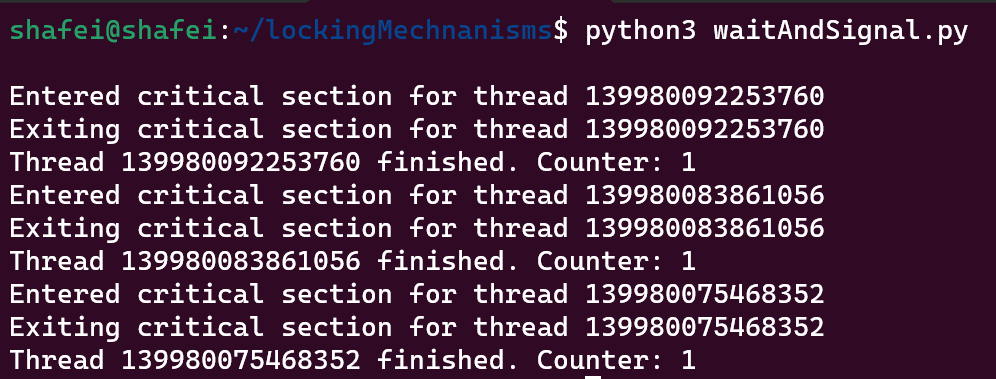 shafei@shafei:~/lockingMechnanisms$ python3 waitAndSignal.py
Entered critical section for thread 139980092253760
Exiting critical section for thread 139980092253760
Thread 139980092253760 finished. Counter: 1
Entered critical section for thread 139980083861056
Exiting critical section for thread 139980083861056
Thread 139980083861056 finished. Counter: 1
Entered critical section for thread 139980075468352
Exiting critical section for thread 139980075468352
Thread 139980075468352 finished. Counter: 1